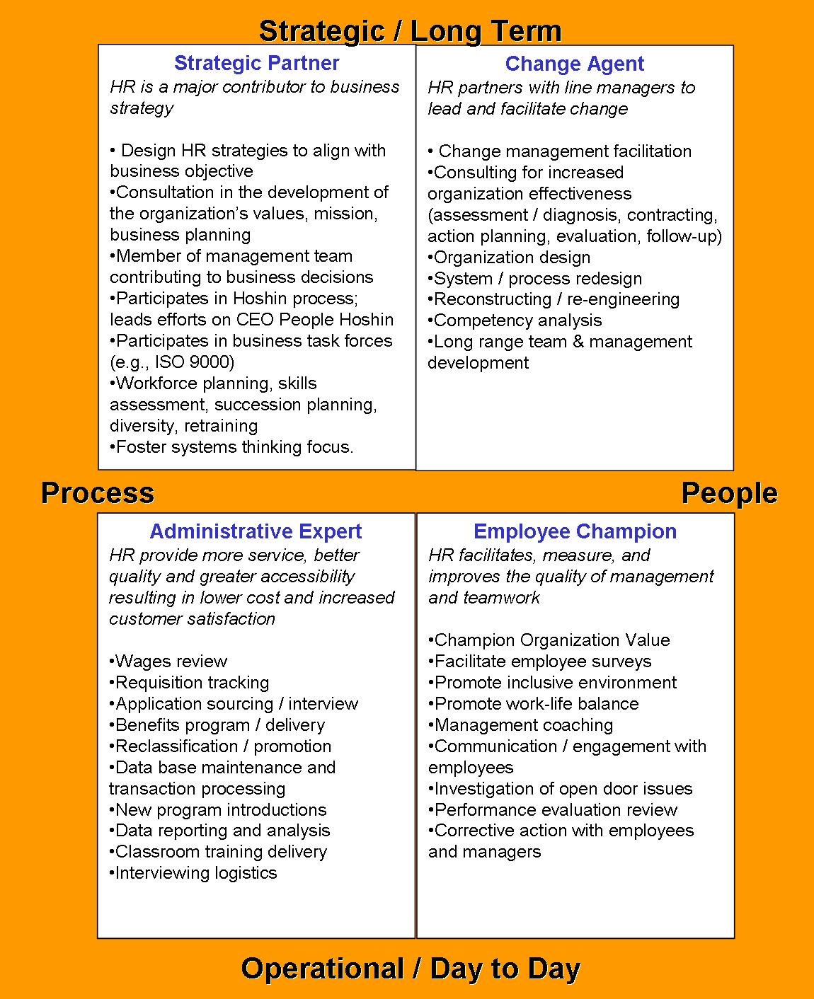 Strategic / Long Term
Strategic Partner
HR is a major contributor to business
strategy
• Design HR strategies to align with
business objective
•Consultation in the development of
the organization’s values, mission,
business planning
•Member of management team
contributing to business decisions
•Participates in Hoshin process;
leads efforts on CEO People Hoshin
•Participates in business task forces
(e.g., ISO 9000)
•Workforce planning, skills
assessment, succession planning,
diversity, retraining
•Foster systems thinking focus.
Change Agent
HR partners with line managers to
lead and facilitate change
• Change management facilitation
•Consulting for increased
organization effectiveness
(assessment / diagnosis, contracting,
action planning, evaluation, follow-up)
•Organization design
•System / process redesign
•Reconstructing / re-engineering
•Competency analysis
•Long range team & management
development
Process
People
Administrative Expert
HR provide more service, better
quality and greater accessibility
resulting in lower cost and increased
customer satisfaction
•Wages review
•Requisition tracking
•Application sourcing / interview
•Benefits program / delivery
•Reclassification / promotion
•Data base maintenance and
transaction processing
•New program introductions
•Data reporting and analysis
•Classroom training delivery
•Interviewing logistics
Employee Champion
HR facilitates, measure, and
improves the quality of management
and teamwork
•Champion Organization Value
•Facilitate employee surveys
•Promote inclusive environment
•Promote work-life balance
•Management coaching
•Communication / engagement with
employees
•Investigation of open door issues
•Performance evaluation review
•Corrective action with employees
and managers
Operational / Day to Day